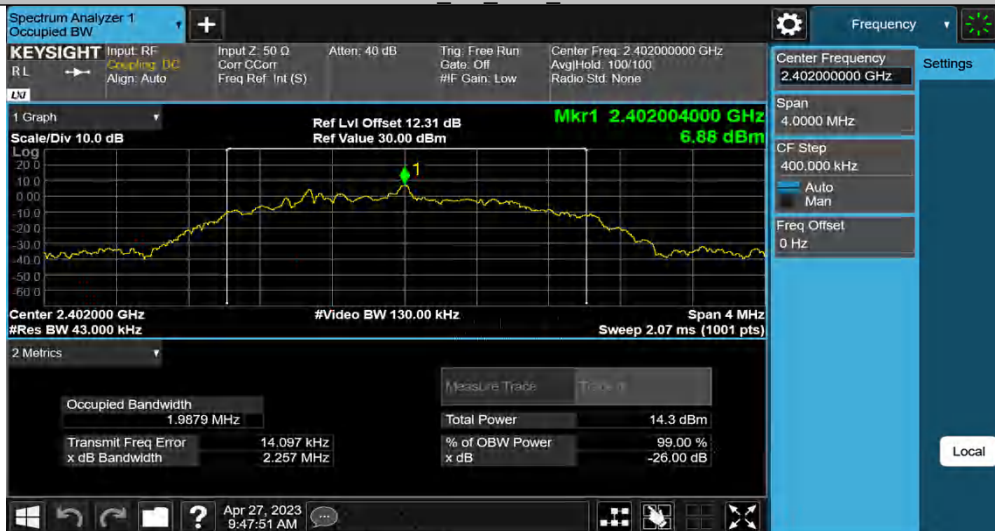 Spectrum Analyzer 1
Occupied BW
+
Frequency
KEYSIGHT
RL
LXI
Input: RF
Coupling: DC
Align: Auto
Input Z: 50 Ω
Corr CCorr
Freq Ref: Int (S)
Atten: 40 dB
Trig: Free Run
Gate: Off
#IF Gain: Low
Center Freq: 2.402000000 GHz
Avg|Hold: 100/100
Radio Std: None
Center Frequency
2.402000000 GHz
Settings
Span
4.0000 MHz
CF Step
400.000 kHz
Auto
Man
Freq Offset
0 Hz
1 Graph
Scale/Div 10.0 dB
Ref Lvl Offset 12.31 dB
Ref Value 30.00 dBm
Mkr1 2.402004000 GHz
6.88 dBm
Log
20.0
10.0
0.00
-10.0
-20.0
-30.0
-40.0
-50.0
-60.0
1
Center 2.402000 GHz
#Res BW 43.000 kHz
#Video BW 130.00 kHz
Span 4 MHz
Sweep 2.07 ms (1001 pts)
2 Metrics
Measure Trace
Occupied Bandwidth
1.9879 MHz
Total Power 14.3 dBm
Transmit Freq Error 14.097 kHz
% of OBW Power 99.00 %
x dB Bandwidth 2.257 MHz
x dB -26.00 dB
Local
?
Apr 27, 2023
9:47:51 AM